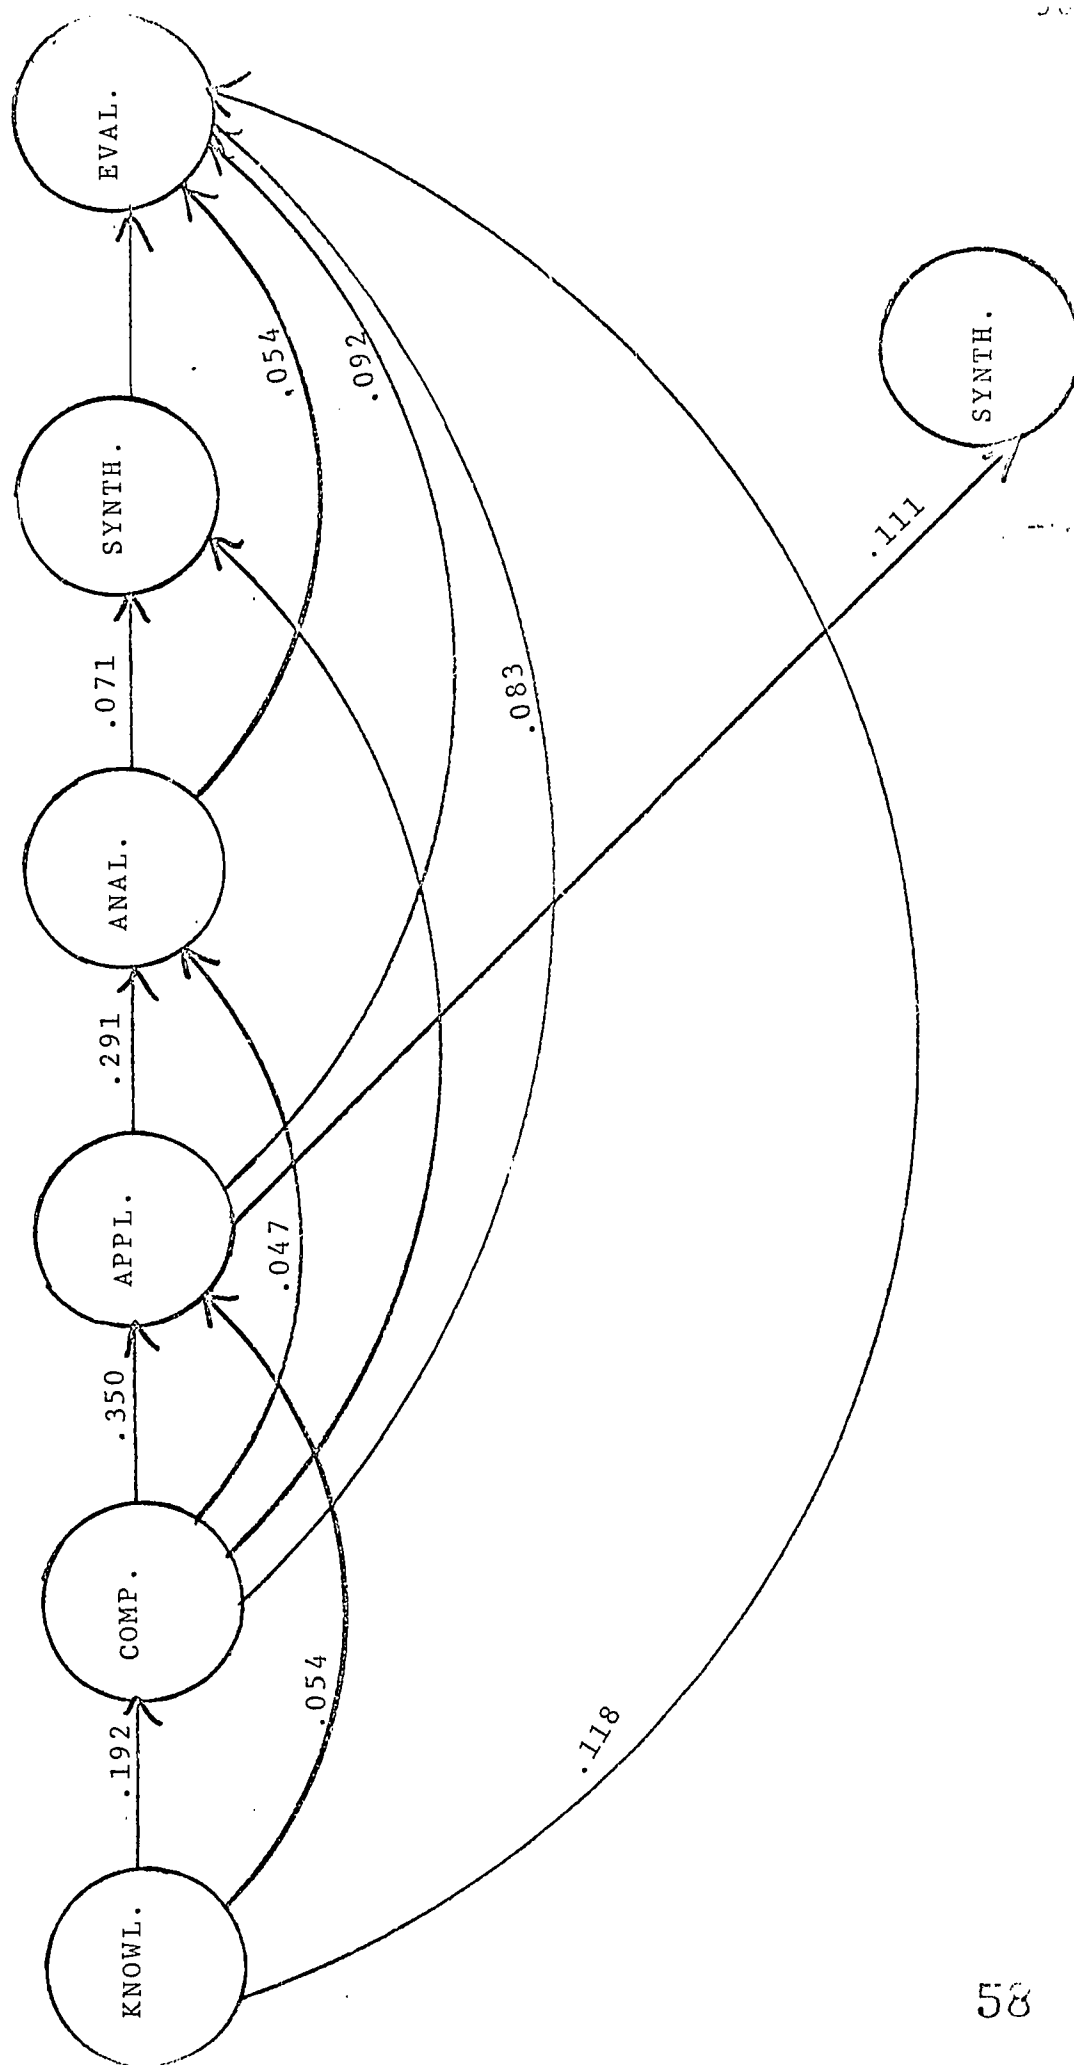 KNOWL.
.192
COMP.
.350
APPL.
.291
ANAL.
.071
SYNTH.
EVAL.
.054
.047
.054
.092
.083
.118
.111
SYNTH.
58